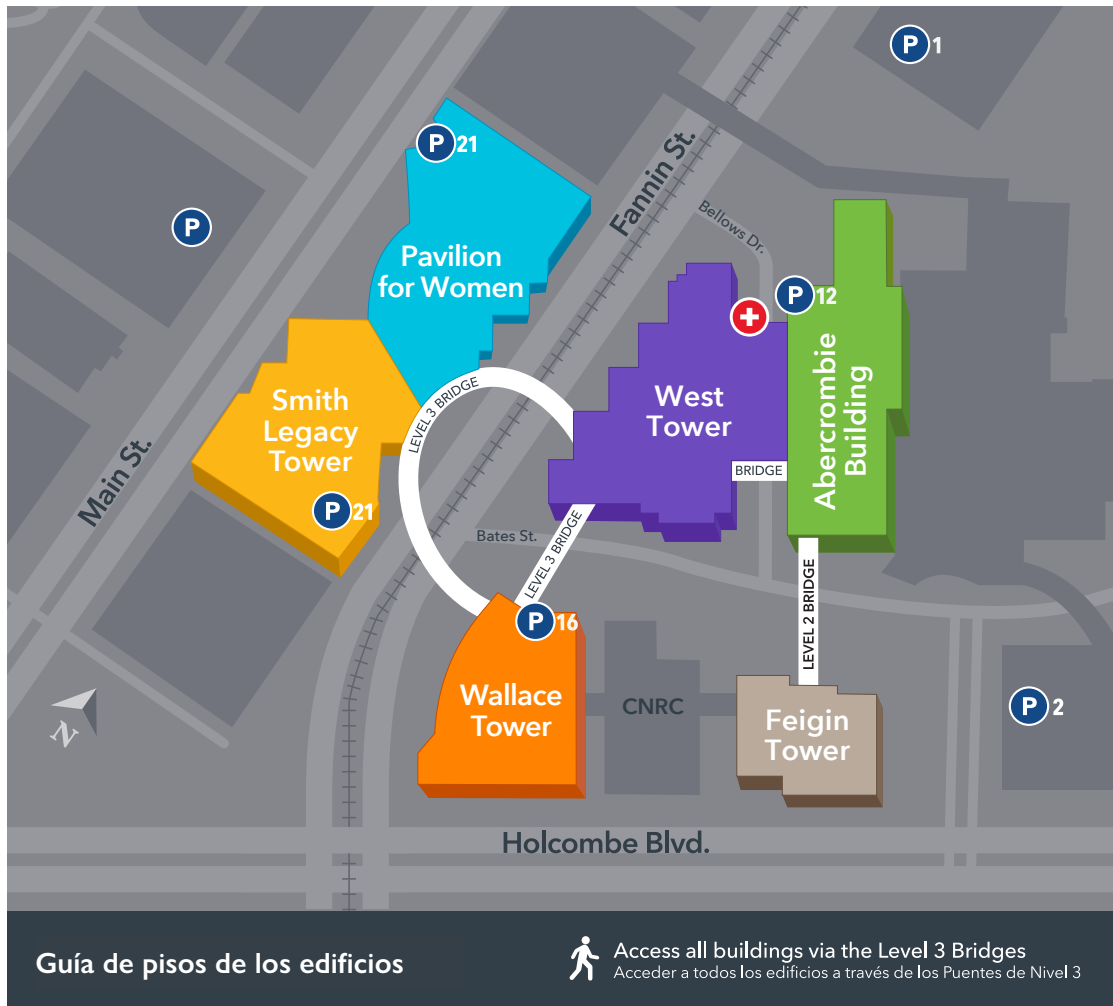 P 1
P 21
Fannin St.
Bellows Dr.
P
Pavilion
for Women
P 12
West
Tower
Abercrombie
Building
Smith
Legacy
Tower
LEVEL 3 BRIDGE
BRIDGE
Main St.
P 21
Bates St.
LEVEL 3 BRIDGE
LEVEL 2 BRIDGE
P 16
Wallace
Tower
CNRC
Feigin
Tower
P 2
N
Holcombe Blvd.
Guía de pisos de los edificios
Access all buildings via the Level 3 Bridges
Acceder a todos los edificios a través de los Puentes de Nivel 3